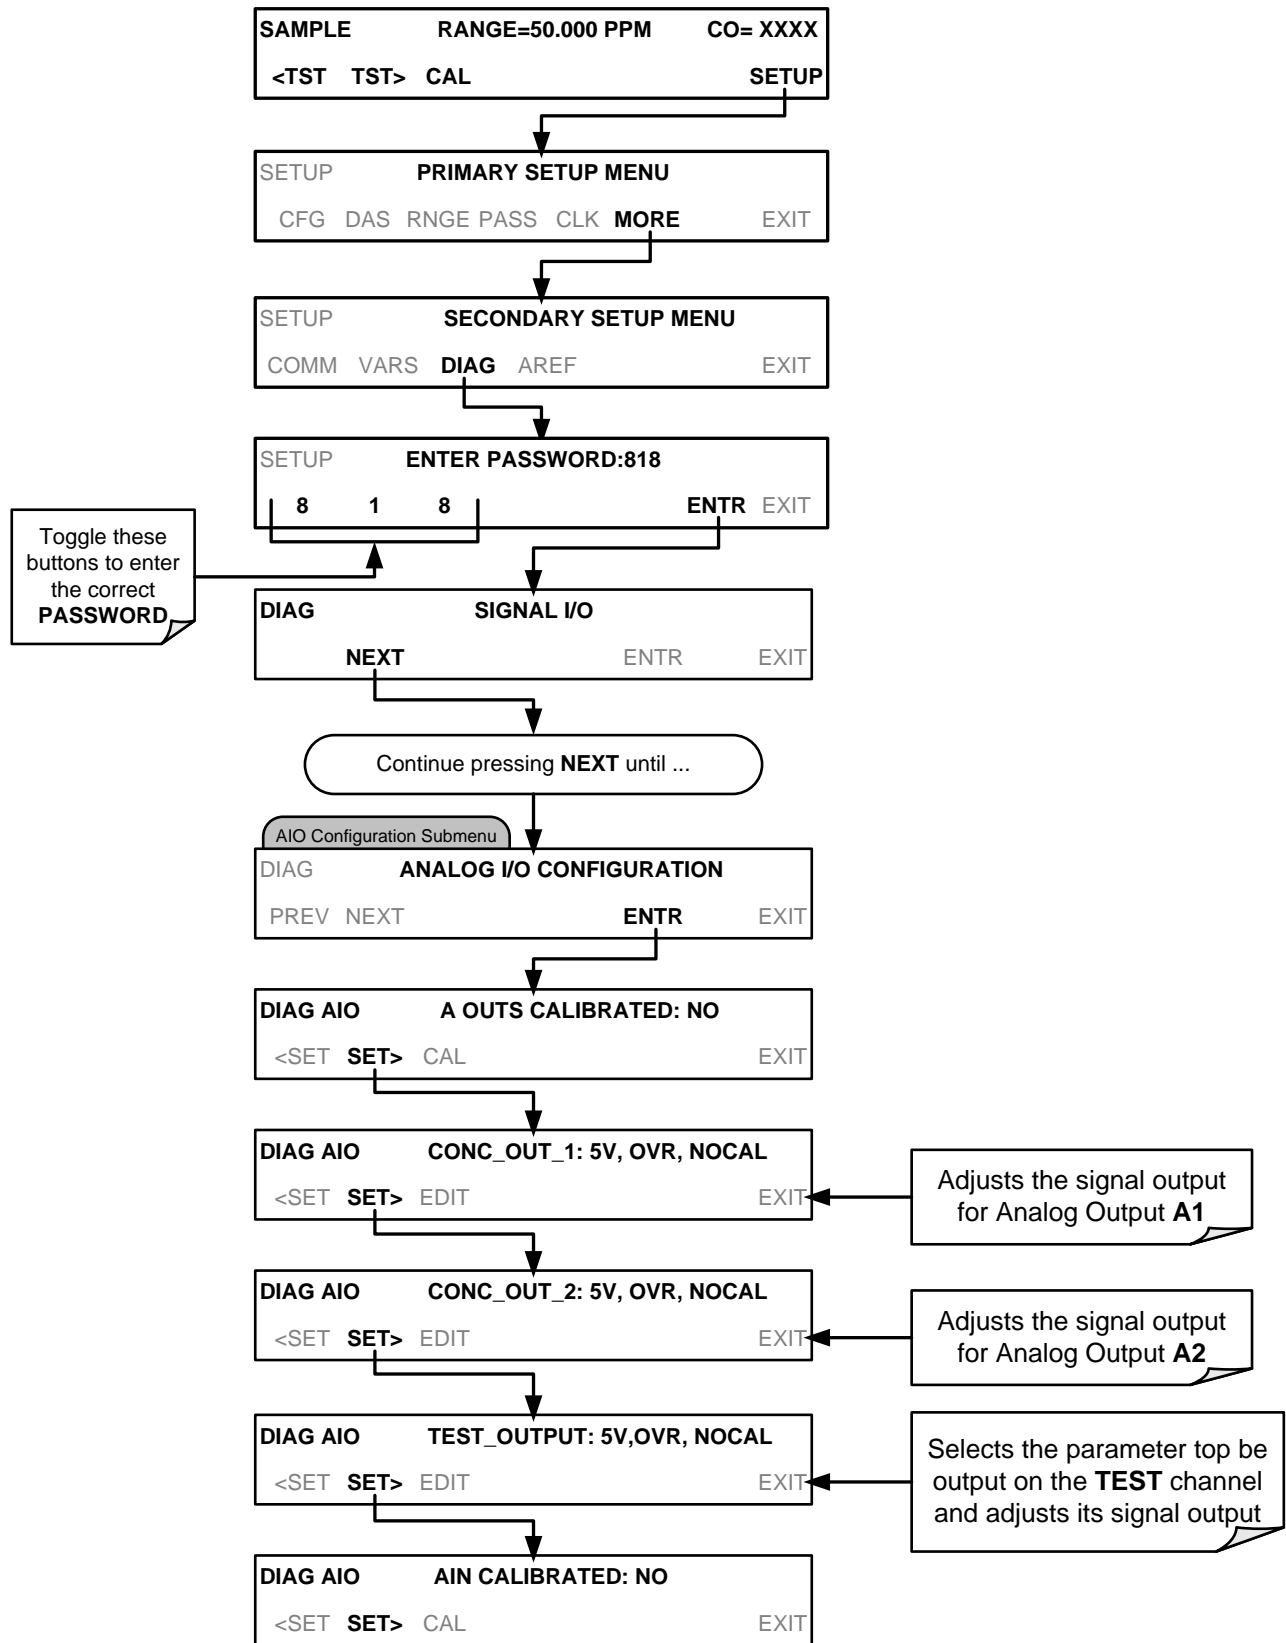 SAMPLE RANGE=50.000 PPM CO= XXXX
<TST TST> CAL SETUP
SETUP PRIMARY SETUP MENU
CFG DAS RNGE PASS CLK MORE EXIT
SETUP SECONDARY SETUP MENU
COMM VARS DIAG AREF EXIT
SETUP ENTER PASSWORD:818
8 1 8 ENTR EXIT
Toggle these
buttons to enter
the correct
PASSWORD
DIAG SIGNAL I/O
NEXT ENTR EXIT
Continue pressing NEXT until ...
AIO Configuration Submenu
DIAG ANALOG I/O CONFIGURATION
PREV NEXT ENTR EXIT
DIAG AIO A OUTS CALIBRATED: NO
<SET SET> CAL EXIT
DIAG AIO CONC_OUT_1: 5V, OVR, NOCAL
<SET SET> EDIT EXIT
Adjusts the signal output
for Analog Output A1
DIAG AIO CONC_OUT_2: 5V, OVR, NOCAL
<SET SET> EDIT EXIT
Adjusts the signal output
for Analog Output A2
DIAG AIO TEST_OUTPUT: 5V,OVR, NOCAL
<SET SET> EDIT EXIT
Selects the parameter top be
output on the TEST channel
and adjusts its signal output
DIAG AIO AIN CALIBRATED: NO
<SET SET> CAL EXIT